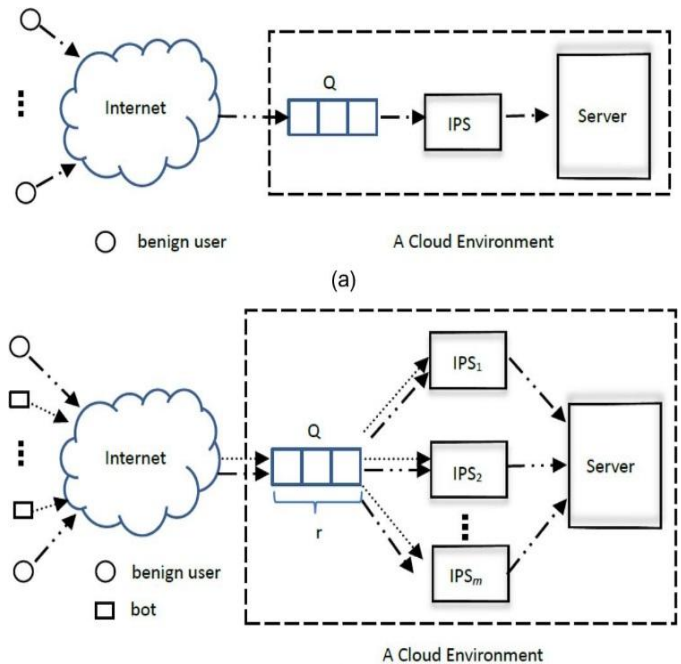 Q
Internet
IPS
Server
benign user
A Cloud Environment
(a)
IPS₁
Q
Internet
IPS₂
Server
r
benign user
IPSₘ
bot
A Cloud Environment